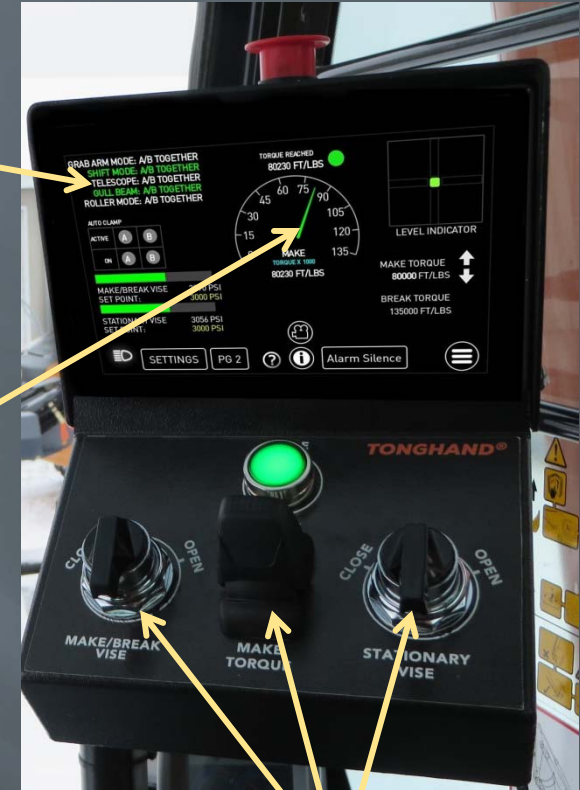 GRAB ARM MODE: A/B TOGETHER
SHIFT MODE: A/B TOGETHER
TELESCOPE: A/B TOGETHER
GULL BEAM: A/B TOGETHER
ROLLER MODE: A/B TOGETHER
AUTO CLAMP
ACTIVE A B
ON A B
MAKE/BREAK VISE PSI
SET POINT: 3000 PSI
STATIONARY VISE 3056 PSI
SET POINT: 3000 PSI
TORQUE REACHED
80230 FT/LBS
15 30 45 60 75 90 105 120 135
MAKE
TORQUE X 1000
80230 FT/LBS
LEVEL INDICATOR
MAKE TORQUE
80000 FT/LBS
BREAK TORQUE
135000 FT/LBS
SETTINGS PG 2 ? i Alarm Silence
TONGHAND®
OPEN
MAKE/BREAK
VISE
MAKE
TORQUE
CLOSE OPEN
STATIONARY
VISE